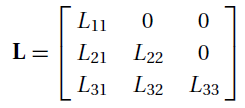 L = [ L₁₁ 0 0
L₂₁ L₂₂ 0
L₃₁ L₃₂ L₃₃ ]